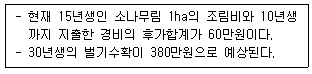 - 현재 15년생인 소나무림 1ha의 조림비와 10년생
까지 지출한 경비의 후가합계가 60만원이다.
- 30년생의 벌기수확이 380만원으로 예상된다.